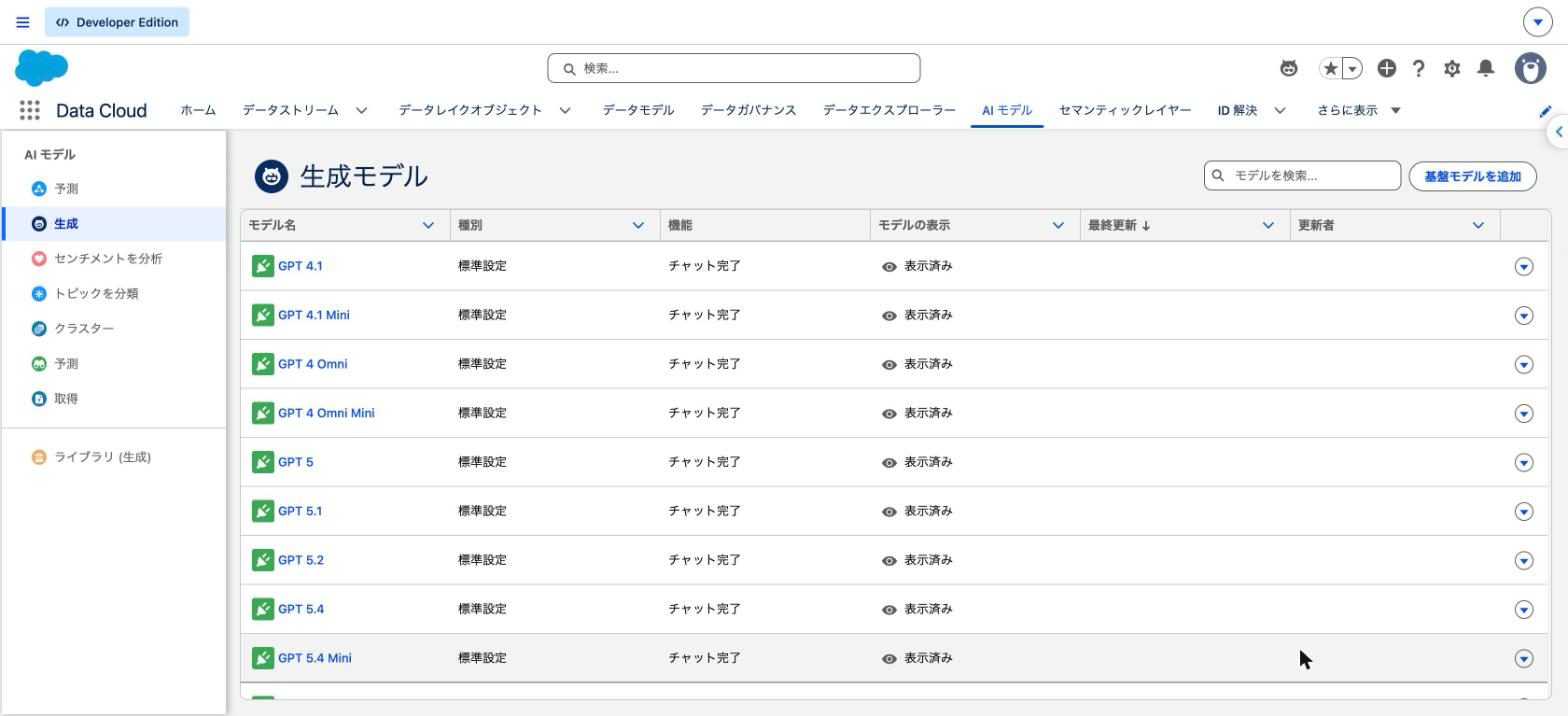 Developer Edition
検索...
Data Cloud ホーム データストリーム データレイクオブジェクト データモデル データガバナンス データエクスプローラー AI モデル セマンティックレイヤー ID 解決 さらに表示
AI モデル
予測
生成
センチメントを分析
トピックを分類
クラスター
予測
取得
ライブラリ (生成)
生成モデル
モデルを検索...
基盤モデルを追加
モデル名 種別 機能 モデルの表示 最終更新 ↓ 更新者
GPT 4.1 標準設定 チャット完了 表示済み
GPT 4.1 Mini 標準設定 チャット完了 表示済み
GPT 4 Omni 標準設定 チャット完了 表示済み
GPT 4 Omni Mini 標準設定 チャット完了 表示済み
GPT 5 標準設定 チャット完了 表示済み
GPT 5.1 標準設定 チャット完了 表示済み
GPT 5.2 標準設定 チャット完了 表示済み
GPT 5.4 標準設定 チャット完了 表示済み
GPT 5.4 Mini 標準設定 チャット完了 表示済み